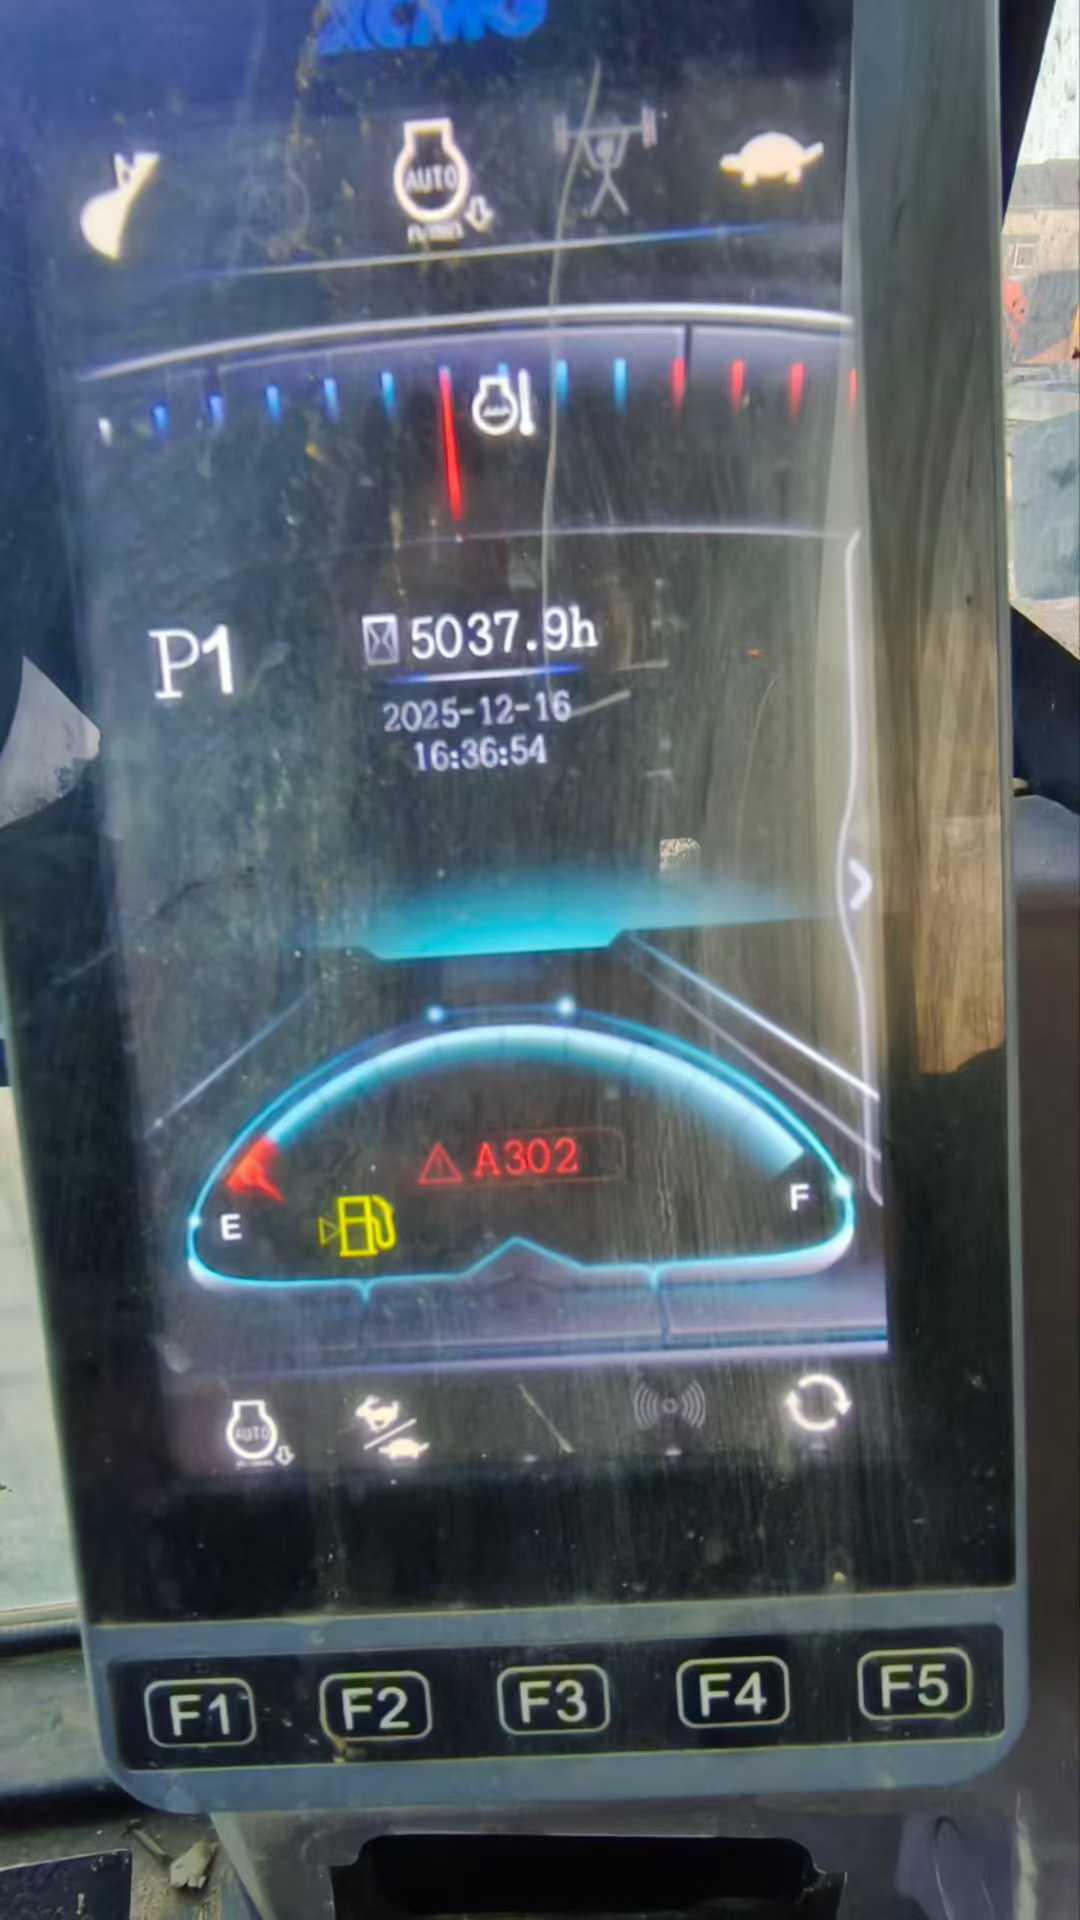 XCMG
AUTO
P1
5037.9h
2025-12-16
16:36:54
A302
E
F
AUTO
F1 F2 F3 F4 F5